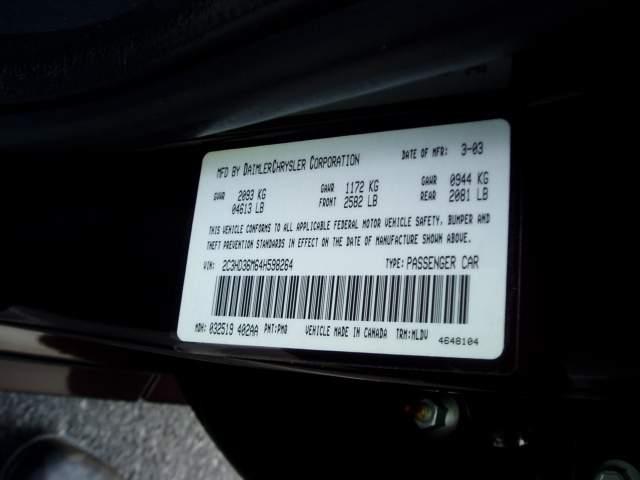 MFD BY DAIMLERCHRYSLER CORPORATION DATE OF MFR: 3-03
GVWR 2093 KG GAWR 1172 KG GAWR 0944 KG
04613 LB FRONT 2582 LB REAR 2081 LB
THIS VEHICLE CONFORMS TO ALL APPLICABLE FEDERAL MOTOR VEHICLE SAFETY, BUMPER AND
THEFT PREVENTION STANDARDS IN EFFECT ON THE DATE OF MANUFACTURE SHOWN ABOVE.
VIN: 2C3HD36M64H598264 TYPE: PASSENGER CAR
MDH: 032519 402AA PNT:PMQ VEHICLE MADE IN CANADA TRM:MLDV
4648104